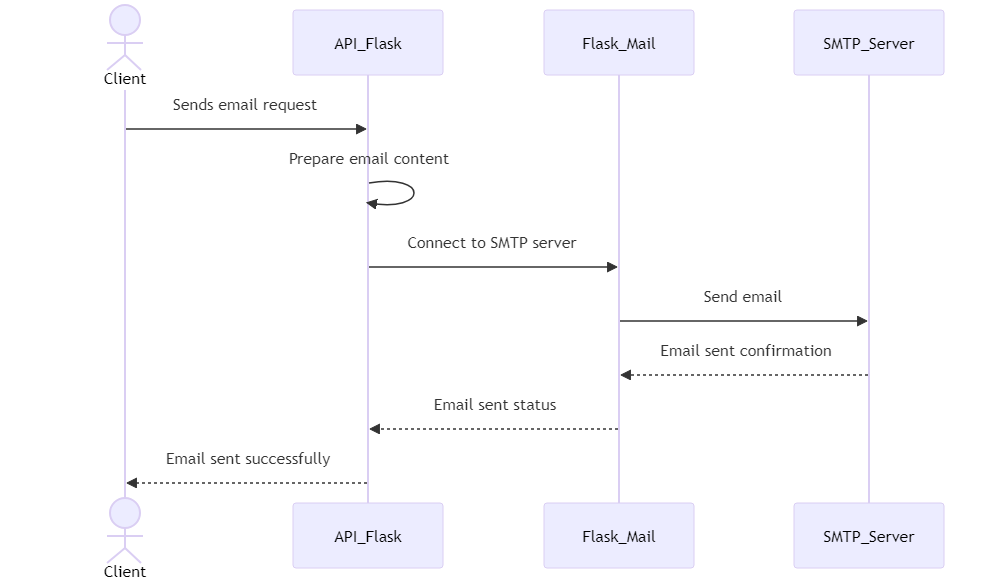 API_Flask
Flask_Mail
SMTP_Server
Client
Sends email request
Prepare email content
Connect to SMTP server
Send email
Email sent confirmation
Email sent status
Email sent successfully
API_Flask
Flask_Mail
SMTP_Server
Client